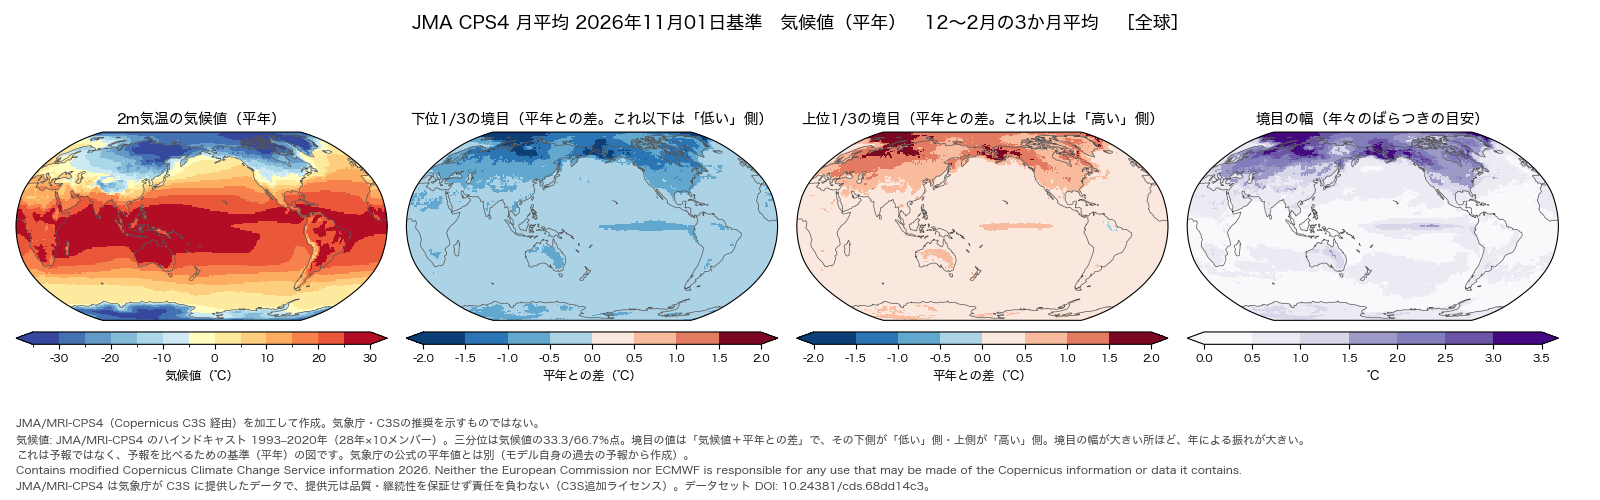 JMA CPS4 月平均 2026年11月01日基準　気候値（平年）　12～2月の3か月平均　［全球］
2m気温の気候値（平年）
下位1/3の境目（平年との差。これ以下は「低い」側）
上位1/3の境目（平年との差。これ以上は「高い」側）
境目の幅（年々のばらつきの目安）
-30 -20 -10 0 10 20 30
-2.0 -1.5 -1.0 -0.5 0.0 0.5 1.0 1.5 2.0
-2.0 -1.5 -1.0 -0.5 0.0 0.5 1.0 1.5 2.0
0.0 0.5 1.0 1.5 2.0 2.5 3.0 3.5
気候値（℃）
平年との差（℃）
平年との差（℃）
℃
JMA/MRI-CPS4（Copernicus C3S 経由）を加工して作成。気象庁・C3Sの推奨を示すものではない。
気候値: JMA/MRI-CPS4 のハインドキャスト 1993–2020年（28年×10メンバー）。三分位は気候値の33.3/66.7%点。境目の値は「気候値＋平年との差」で、その下側が「低い」側・上側が「高い」側。境目の幅が大きい所ほど、年による振れが大きい。
これは予報ではなく、予報を比べるための基準（平年）の図です。気象庁の公式の平年値とは別（モデル自身の過去の予報から作成）。
Contains modified Copernicus Climate Change Service information 2026. Neither the European Commission nor ECMWF is responsible for any use that may be made of the Copernicus information or data it contains.
JMA/MRI-CPS4 は気象庁が C3S に提供したデータで、提供元は品質・継続性を保証せず責任を負わない（C3S追加ライセンス）。データセット DOI: 10.24381/cds.68dd14c3。